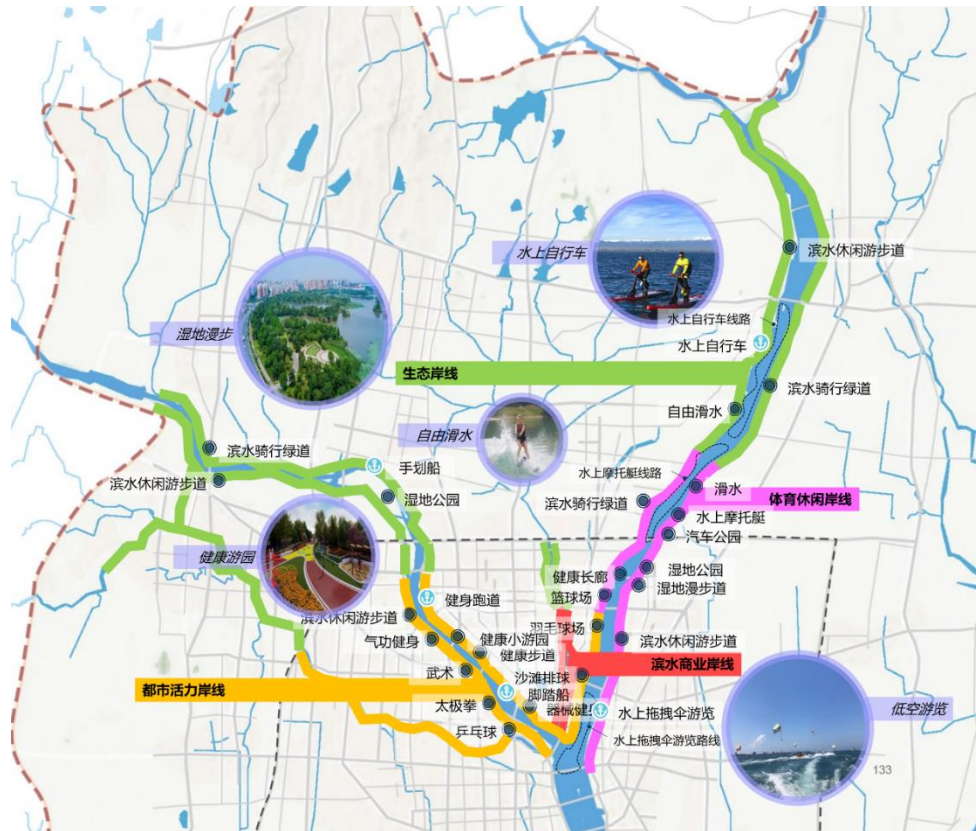 水上自行车
滨水休闲游步道
湿地漫步
水上自行车线路
水上自行车
生态岸线
滨水骑行绿道
自由滑水
自由滑水
滨水骑行绿道
手划船
水上摩托艇线路
滨水休闲游步道
滑水
湿地公园
滨水骑行绿道
体育休闲岸线
水上摩托艇
汽车公园
健康游园
健康长廊
湿地公园
篮球场
湿地漫步道
健身跑道
滨水休闲游步道
羽毛球场
气功健身
健康小游园
滨水休闲游步道
健康步道
滨水商业岸线
武术
沙滩排球
都市活力岸线
脚踏船
太极拳
器械健身
水上拖拽伞游览
低空游览
乒乓球
水上拖拽伞游览路线
133